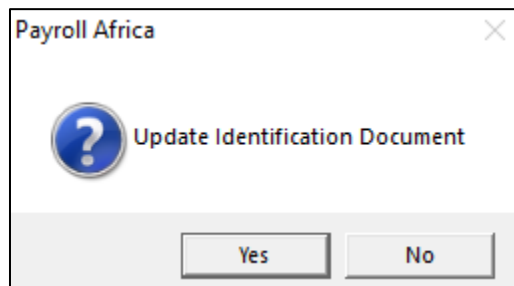 Payroll Africa
Update Identification Document
Yes No